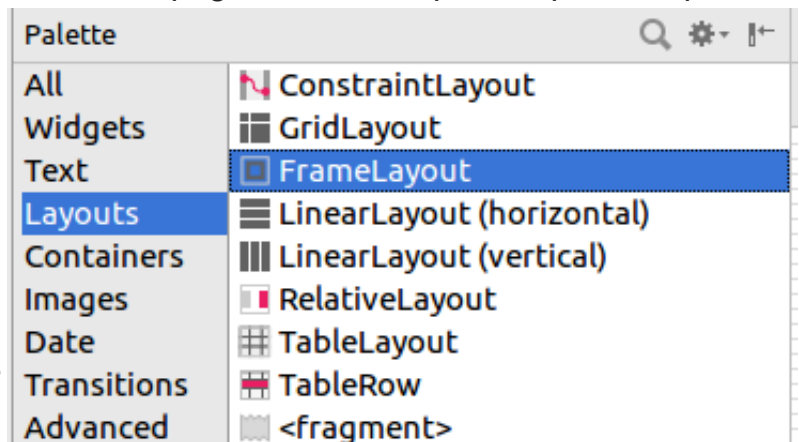 Palette
All
Widgets
Text
Layouts
Containers
Images
Date
Transitions
Advanced
ConstraintLayout
GridLayout
FrameLayout
LinearLayout (horizontal)
LinearLayout (vertical)
RelativeLayout
TableLayout
TableRow
<fragment>